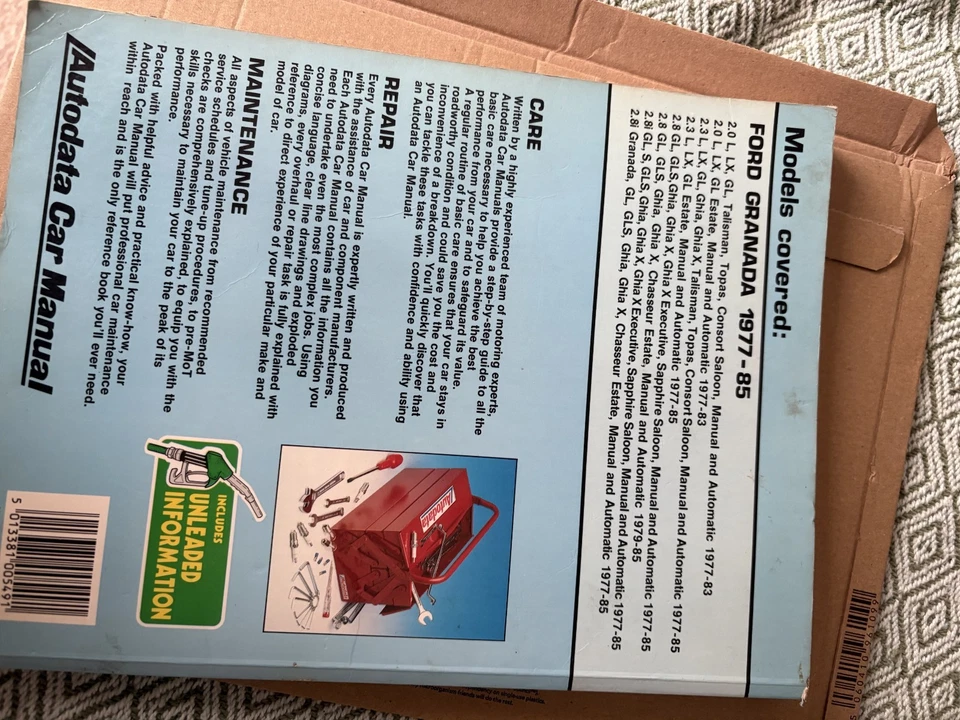 Models covered:
FORD GRANADA 1977-85
2.0 L, LX, GL, Talisman, Topas, Consort Saloon, Manual and Automatic 1977-83
2.0 L, LX, GL Estate, Manual and Automatic 1977-83
2.3 L, LX, GL, Ghia, Ghia X, Talisman, Topas, Consort Saloon, Manual and Automatic 1977-85
2.3 L, LX, GL Estate, Manual and Automatic 1977-85
2.8 GL, GLS, Ghia, Ghia X, Ghia X Executive, Sapphire Saloon, Manual and Automatic 1977-85
2.8 GL, GLS, Ghia, Ghia X, Chasseur Estate, Manual and Automatic 1979-85
2.8i GL, S, GLS, Ghia, Ghia X, Ghia X Executive, Sapphire Saloon, Manual and Automatic 1977-85
2.8i Granada, GL, GLS, Ghia, Ghia X, Chasseur Estate, Manual and Automatic 1977-85
CARE
Written by a highly experienced team of motoring experts,
Autodata Car Manuals provide a step-by-step guide to all the
basic care necessary to help you achieve the best
performance from your car and to safeguard its value.
A regular routine of basic care ensures that your car stays in
roadworthy condition and could save you the cost and
inconvenience of a breakdown. You'll quickly discover that
you can tackle these tasks with confidence and ability using
an Autodata Car Manual.
REPAIR
Every Autodata Car Manual is expertly written and produced
with the assistance of car and component manufacturers.
Each Autodata Car Manual contains all the information you
need to undertake even the most complex jobs. Using
concise language, clear line drawings and exploded
diagrams, every overhaul or repair task is fully explained with
reference to direct experience of your particular make and
model of car.
MAINTENANCE
All aspects of vehicle maintenance from recommended
service schedules and tune-up procedures, to pre-MoT
checks are comprehensively explained, to equip you with the
skills necessary to maintain your car to the peak of its
performance.
Packed with helpful advice and practical know-how, your
Autodata Car Manual will put professional car maintenance
within reach and is the only reference book you'll ever need.
Autodata Car Manual
Autodata
INCLUDES
UNLEADED
INFORMATION
5 013381 005491